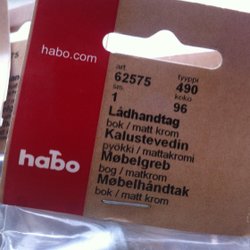 habo.com
art
62575
tyyppi
490
sm.
1
koko
96
Lådhandtag
bok / matt krom
Kalustevedin
pyökki / mattakromi
Møbelgreb
bog / matkrom
Møbelhåndtak
bok / matt krom
habo